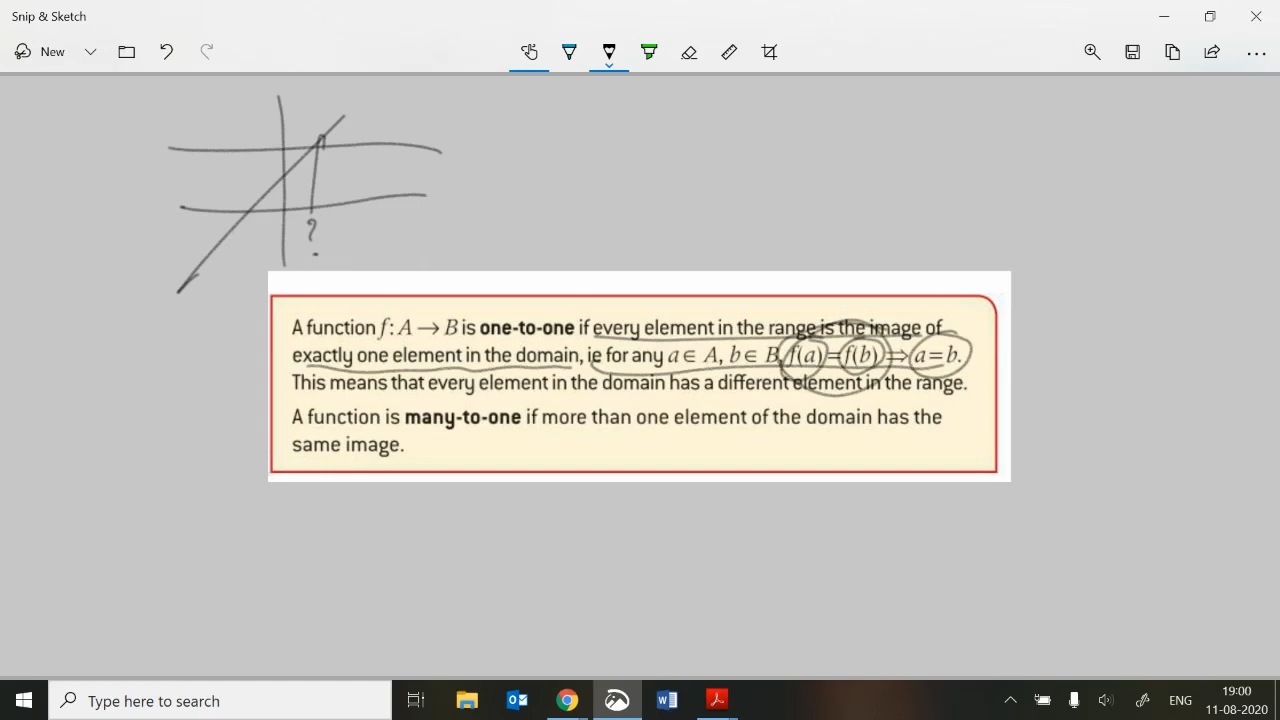 Snip & Sketch
New
?
A function f : A → B is one-to-one if every element in the range is the image of
exactly one element in the domain, ie for any a ∈ A, b ∈ B, f(a)=f(b) ⇒ a=b.
This means that every element in the domain has a different element in the range.
A function is many-to-one if more than one element of the domain has the
same image.
Type here to search
ENG
19:00
11-08-2020